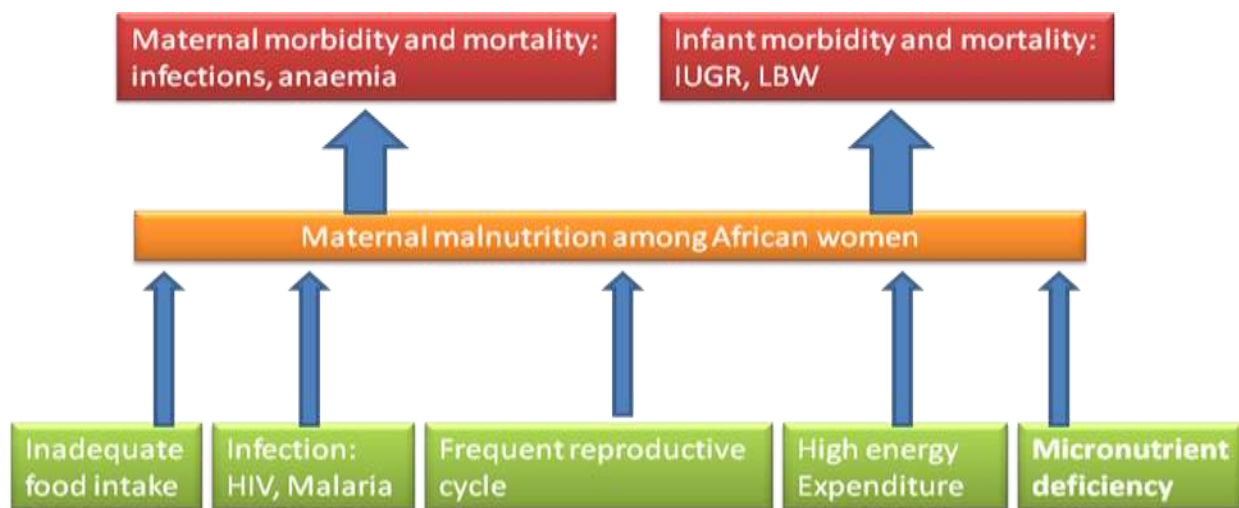 Maternal morbidity and mortality:
infections, anaemia
Infant morbidity and mortality:
IUGR, LBW
Maternal malnutrition among African women
Inadequate
food intake
Infection:
HIV, Malaria
Frequent reproductive
cycle
High energy
Expenditure
Micronutrient
deficiency